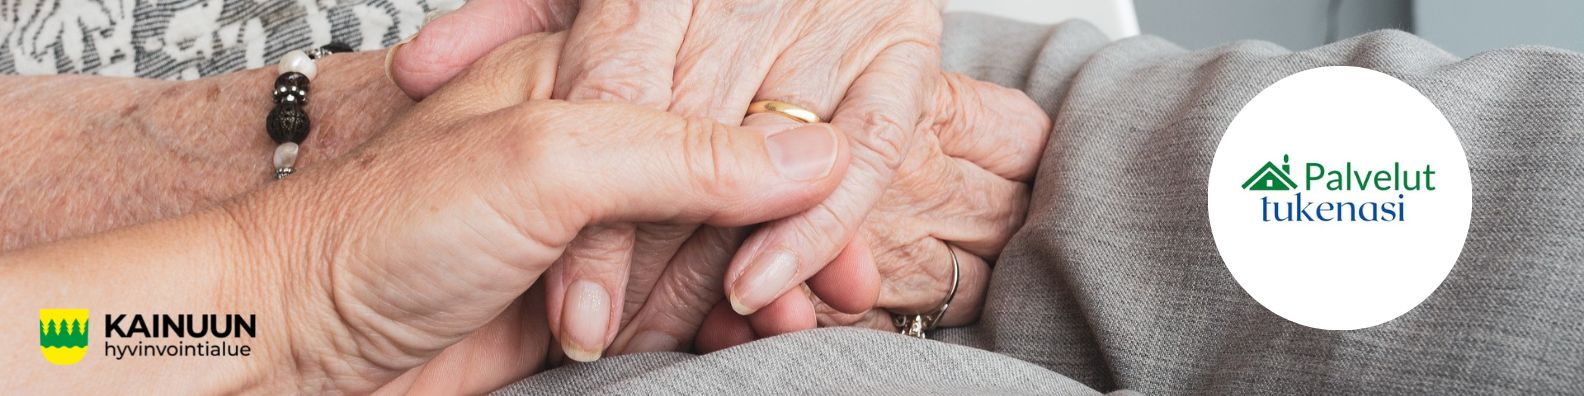 Palvelut
tukenasi
KAINUUN
hyvinvointialue